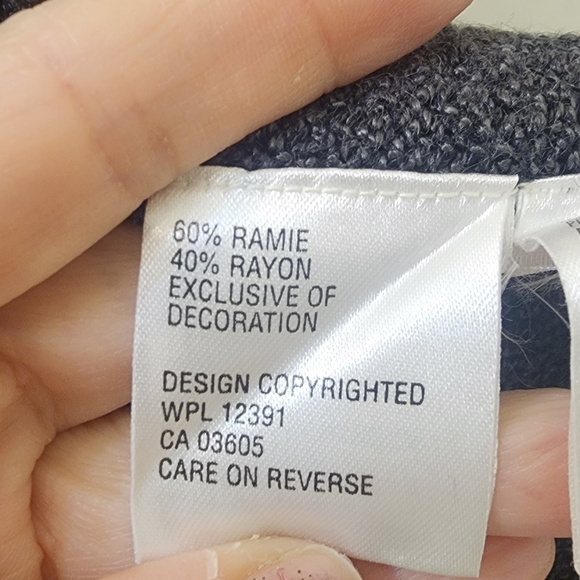 60% RAMIE
40% RAYON
EXCLUSIVE OF
DECORATION
DESIGN COPYRIGHTED
WPL 12391
CA 03605
CARE ON REVERSE